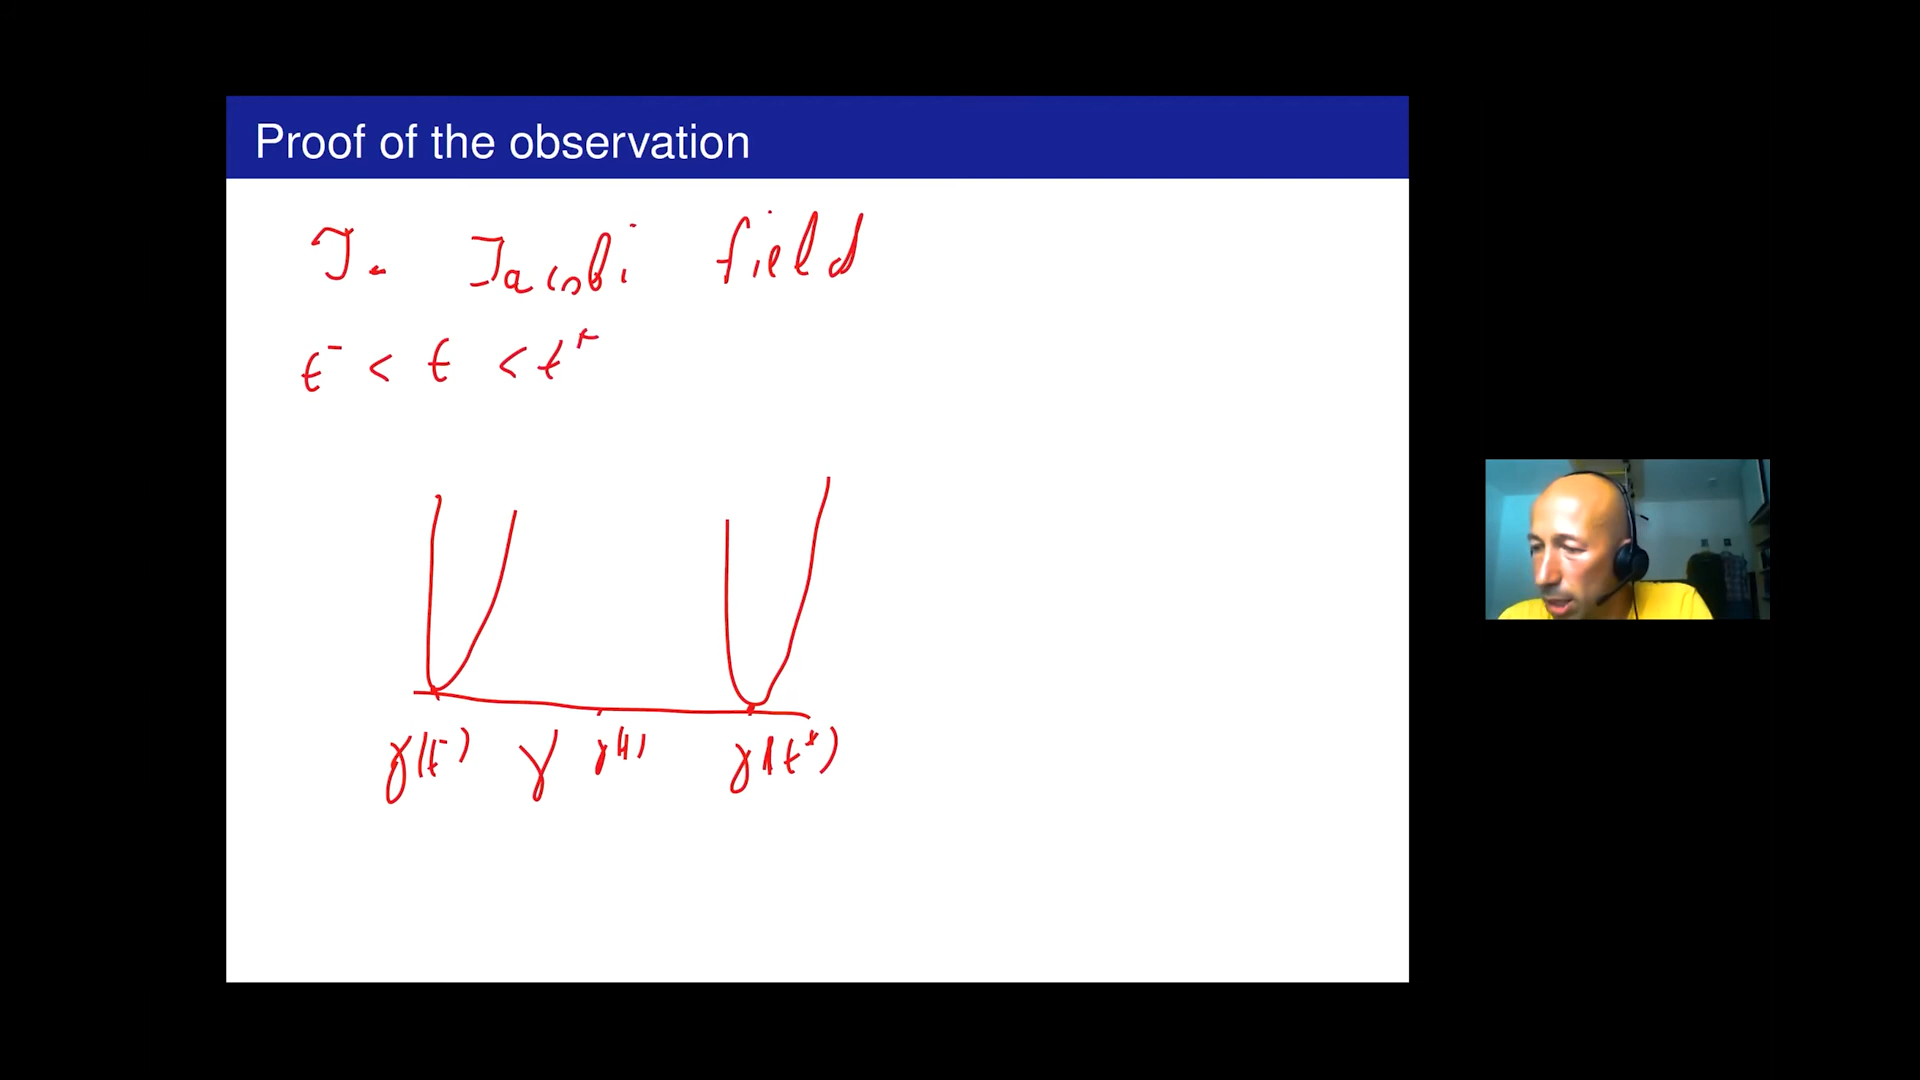 Proof of the observation
J. Jacobi field
t⁻ < t < t⁺
γ(t⁻) γ γ(t) γ(t⁺)